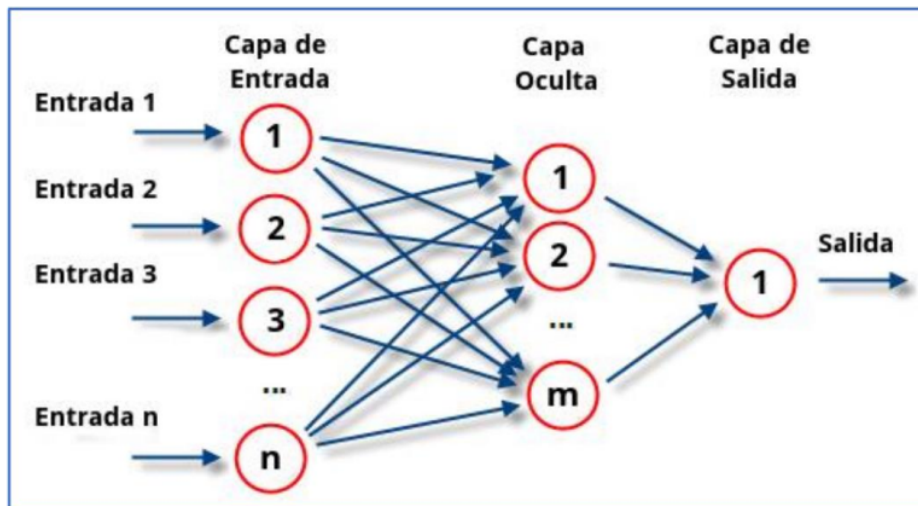 Capa de
Entrada
Capa
Oculta
Capa de
Salida
Entrada 1
1
Entrada 2
2
Entrada 3
3
...
Entrada n
n
1
2
...
m
1
Salida